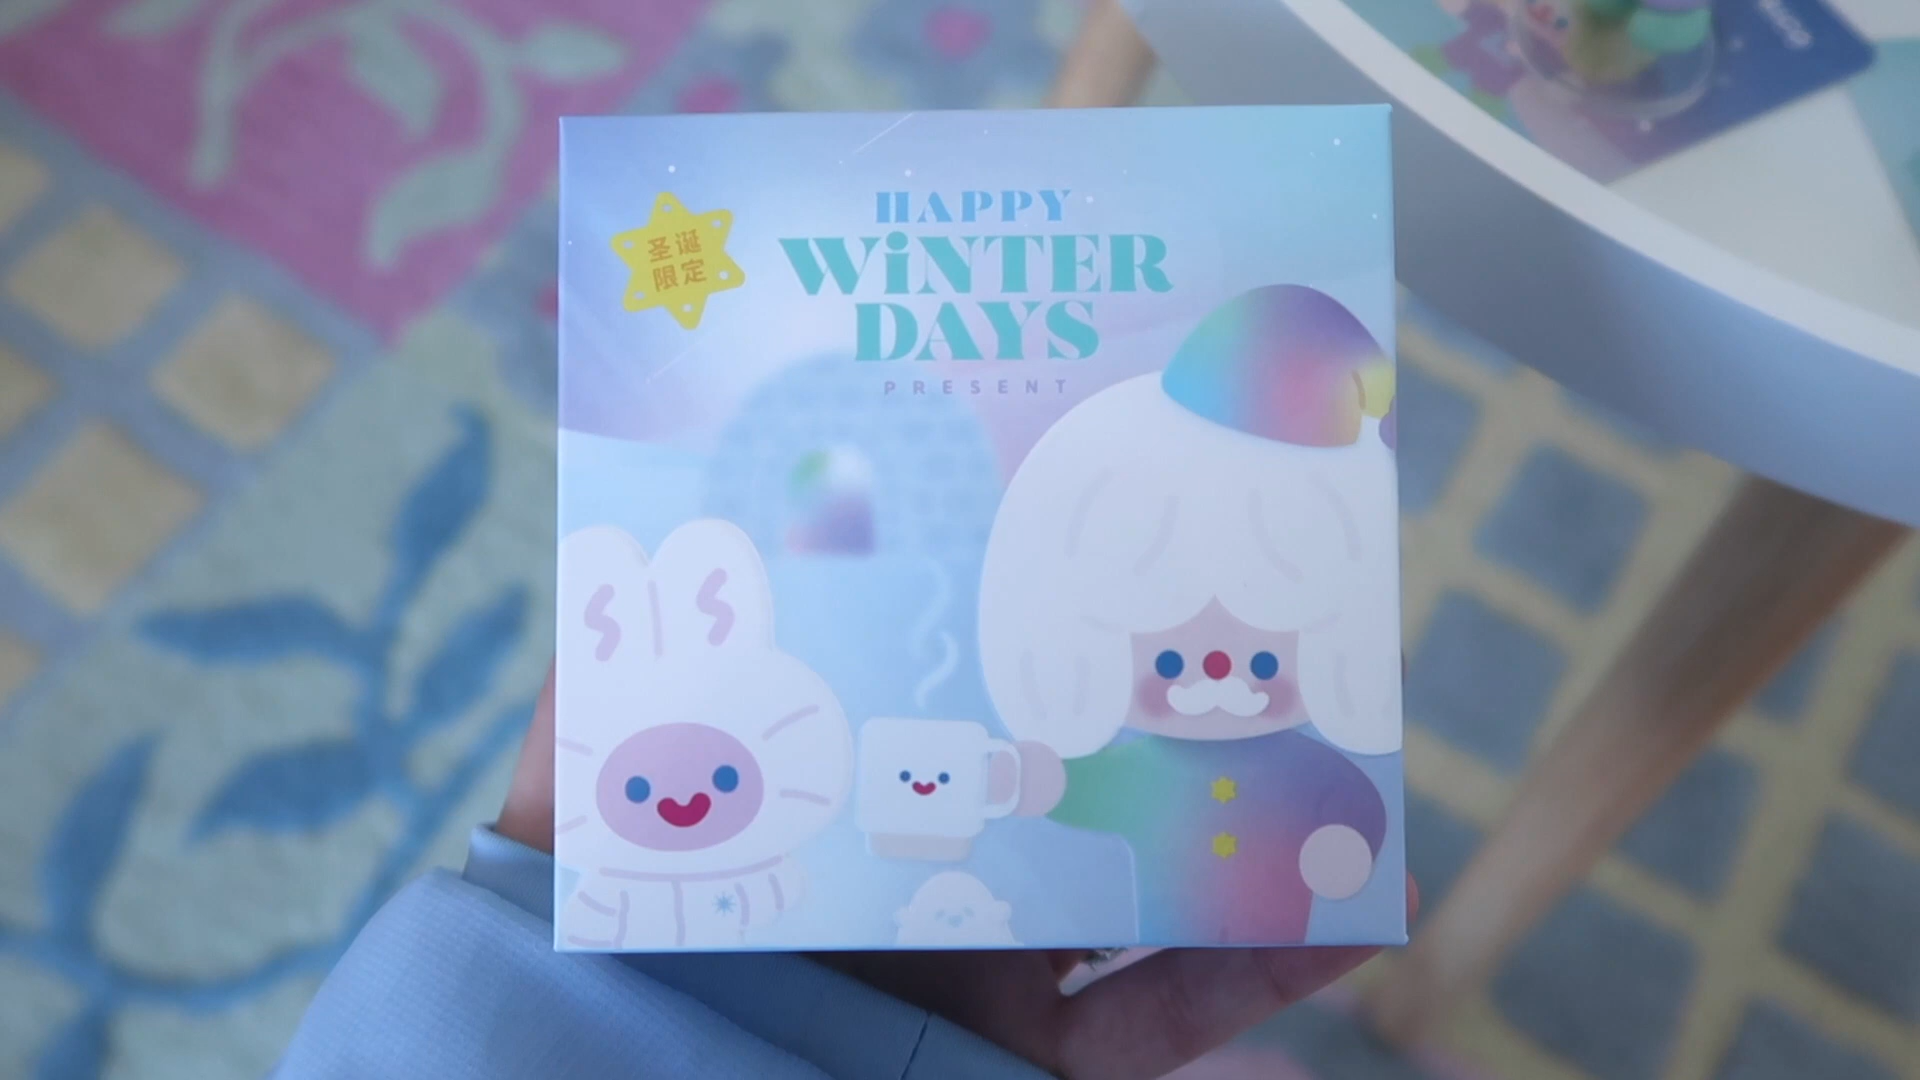 圣诞
限定
HAPPY
WiNTER
DAYS
PRESENT